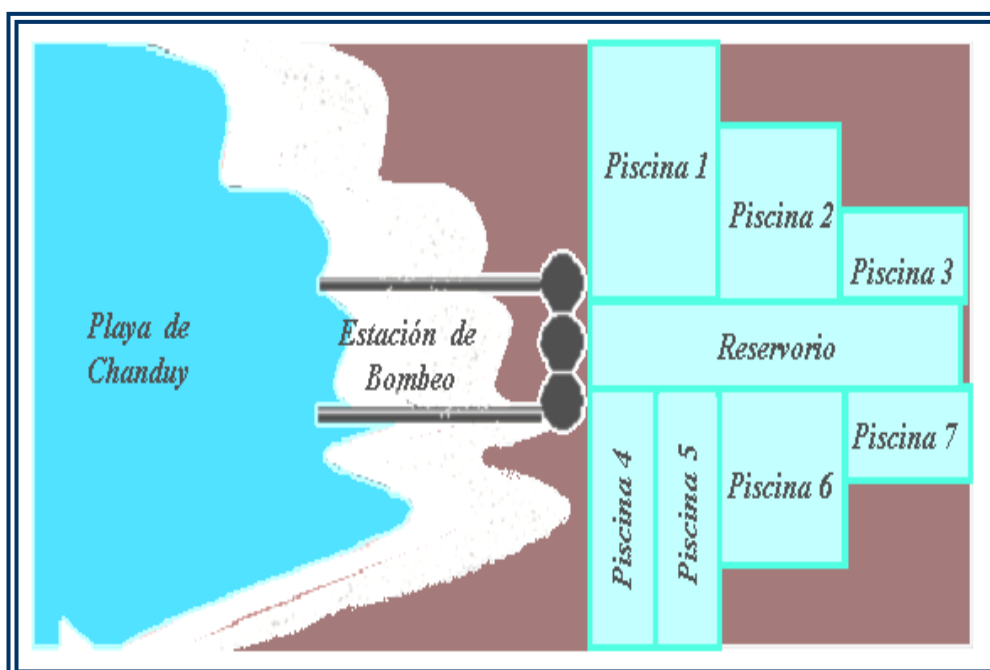 Piscina 1
Piscina 2
Piscina 3
Playa de
Chanduy
Estación de
Bombeo
Reservorio
Piscina 4
Piscina 5
Piscina 6
Piscina 7